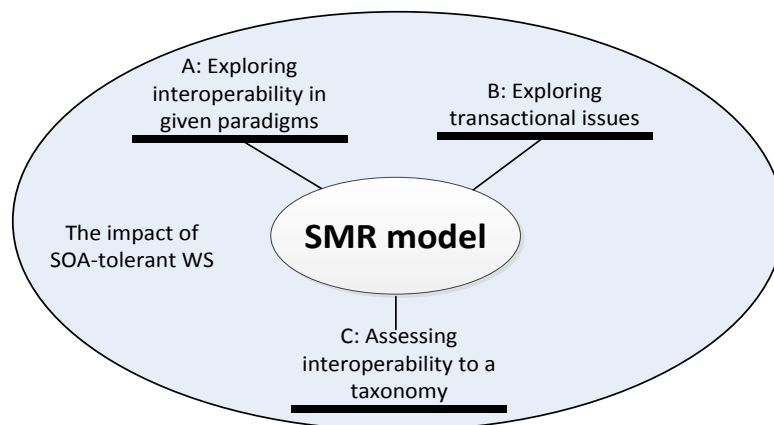 A: Exploring
interoperability in
given paradigms
B: Exploring
transactional issues
The impact of
SOA-tolerant WS
SMR model
C: Assessing
interoperability to a
taxonomy